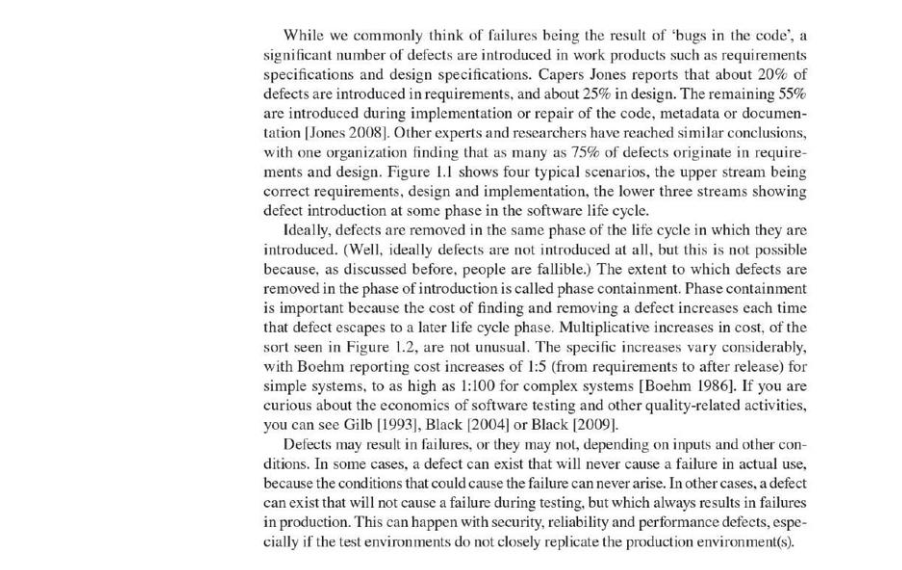 While we commonly think of failures being the result of ‘bugs in the code’, a
significant number of defects are introduced in work products such as requirements
specifications and design specifications. Capers Jones reports that about 20% of
defects are introduced in requirements, and about 25% in design. The remaining 55%
are introduced during implementation or repair of the code, metadata or documen-
tation [Jones 2008]. Other experts and researchers have reached similar conclusions,
with one organization finding that as many as 75% of defects originate in require-
ments and design. Figure 1.1 shows four typical scenarios, the upper stream being
correct requirements, design and implementation, the lower three streams showing
defect introduction at some phase in the software life cycle.
Ideally, defects are removed in the same phase of the life cycle in which they are
introduced. (Well, ideally defects are not introduced at all, but this is not possible
because, as discussed before, people are fallible.) The extent to which defects are
removed in the phase of introduction is called phase containment. Phase containment
is important because the cost of finding and removing a defect increases each time
that defect escapes to a later life cycle phase. Multiplicative increases in cost, of the
sort seen in Figure 1.2, are not unusual. The specific increases vary considerably,
with Boehm reporting cost increases of 1:5 (from requirements to after release) for
simple systems, to as high as 1:100 for complex systems [Boehm 1986]. If you are
curious about the economics of software testing and other quality-related activities,
you can see Gilb [1993], Black [2004] or Black [2009].
Defects may result in failures, or they may not, depending on inputs and other con-
ditions. In some cases, a defect can exist that will never cause a failure in actual use,
because the conditions that could cause the failure can never arise. In other cases, a defect
can exist that will not cause a failure during testing, but which always results in failures
in production. This can happen with security, reliability and performance defects, espe-
cially if the test environments do not closely replicate the production environment(s).